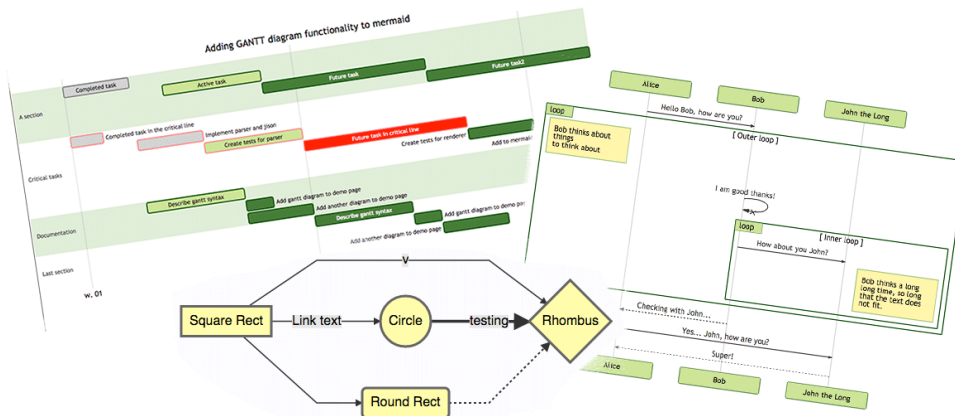 Adding GANTT diagram functionality to mermaid
Completed task
Active task
Future task
Future task2
A section
Completed task in the critical line
Implement parser and jison
Create tests for parser
Future task in critical line
Create tests for renderer
Add to mermaid
Critical tasks
Describe gantt syntax
Add gantt diagram to demo page
Add another diagram to demo page
Describe gantt syntax
Add gantt diagram to demo pag
Add another diagram to demo page
Documentation
Last section
w. 01
Alice
Bob
John the Long
Hello Bob, how are you?
loop
[ Outer loop ]
Bob thinks about
things
to think about
I am good thanks!
loop
[ Inner loop ]
How about you John?
Bob thinks a long
long time, so long
that the text does
not fit.
Checking with John...
Yes... John, how are you?
Super!
Alice
Bob
John the Long
v
Square Rect
Link text
Circle
testing
Rhombus
Round Rect